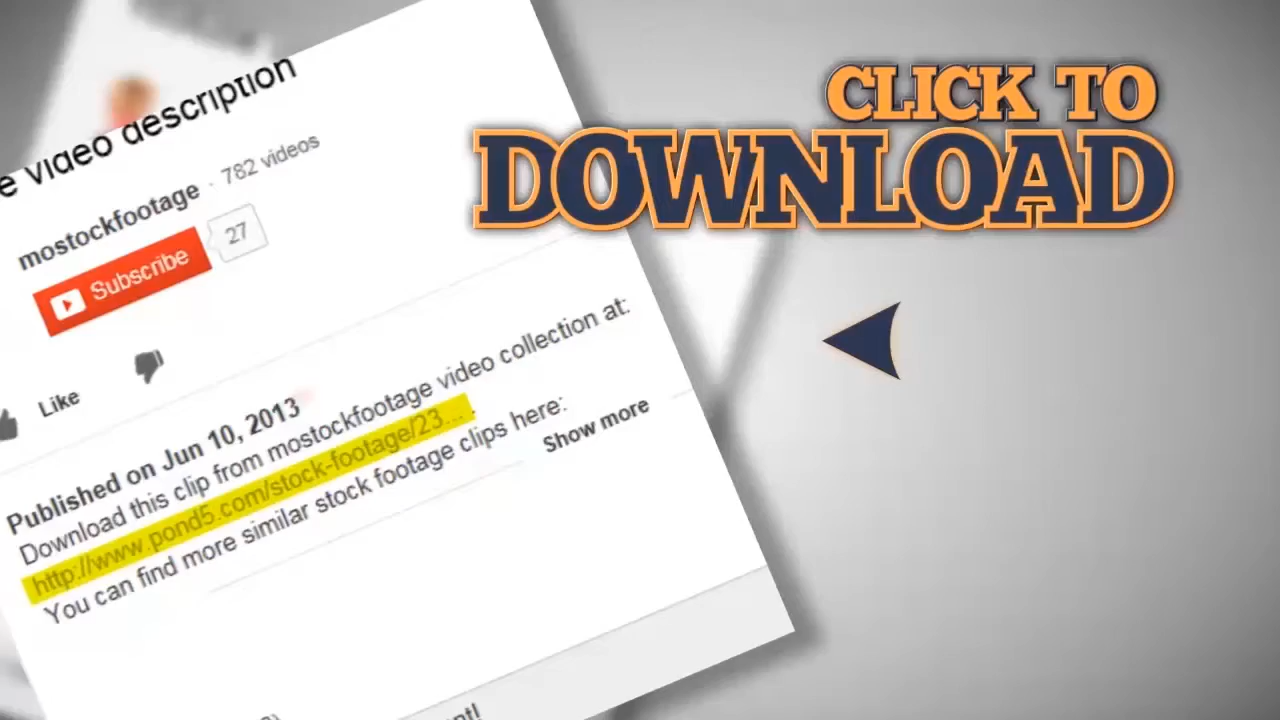 e video description
mostockfootage · 782 videos
Subscribe
27
Like
Published on Jun 10, 2013
Download this clip from mostockfootage video collection at:
http://www.pond5.com/stock-footage/23... .
You can find more similar stock footage clips here:
Show more
CLICK TO
DOWNLOAD